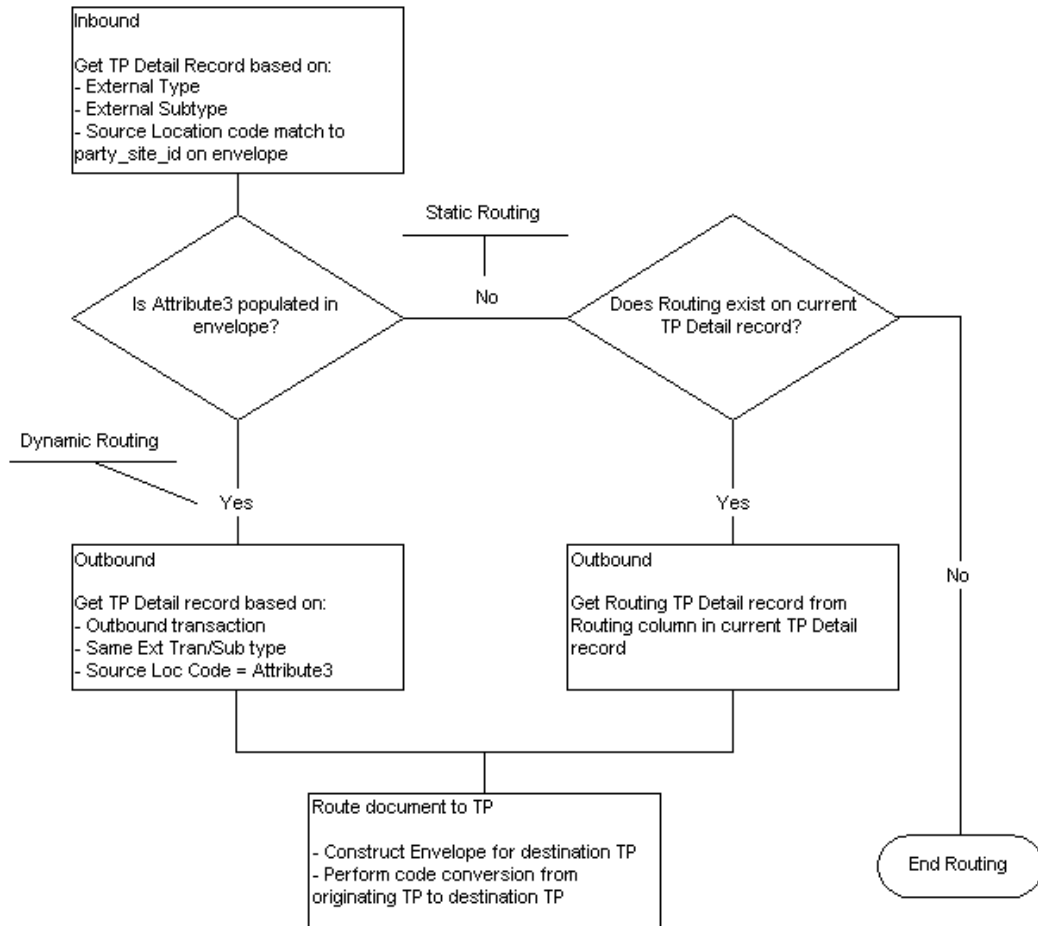 Inbound
Get TP Detail Record based on:
- External Type
- External Subtype
- Source Location code match to
party_site_id on envelope
Static Routing
Is Attribute3 populated in
envelope?
No
Does Routing exist on current
TP Detail record?
Dynamic Routing
Yes
Yes
Outbound
Get TP Detail record based on:
- Outbound transaction
- Same Ext Tran/Sub type
- Source Loc Code = Attribute3
Outbound
Get Routing TP Detail record from
Routing column in current TP Detail
record
No
Route document to TP
- Construct Envelope for destination TP
- Perform code conversion from
originating TP to destination TP
End Routing